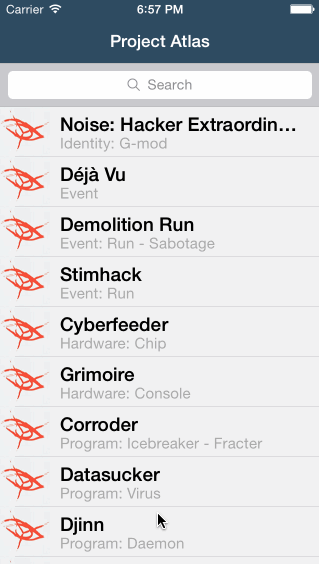 Carrier 6:57 PM
Project Atlas
Search
Noise: Hacker Extraordin...
Identity: G-mod
Déjà Vu
Event
Demolition Run
Event: Run - Sabotage
Stimhack
Event: Run
Cyberfeeder
Hardware: Chip
Grimoire
Hardware: Console
Corroder
Program: Icebreaker - Fracter
Datasucker
Program: Virus
Djinn
Program: Daemon